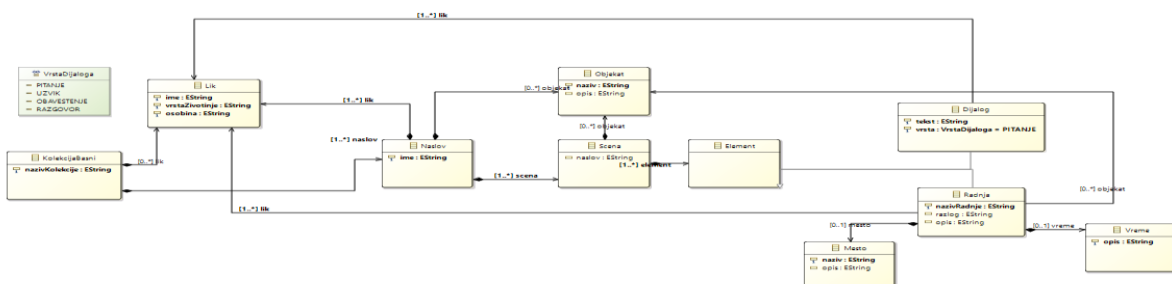 [1..*] lik
VrstaDijaloga
PITANJE
UZVIK
OBAVESTENJE
RAZGOVOR
Lik
ime : EString
vrstaZivotinje : EString
osobina : EString
Objekat
naziv : EString
opis : EString
[0..*] objekat
[1..*] lik
Dijalog
tekst : EString
vrsta : VrstaDijaloga = PITANJE
[0..*] objekat
[1..*] naslov
Naslov
ime : EString
Scena
naslov : EString
[1..*] element
Element
KolekcijaBasni
nazivKolekcije : EString
[0..*] lik
[1..*] scena
Radnja
nazivRadnje : EString
razlog : EString
opis : EString
[0..*] objekat
[1..*] lik
[0..1] mesto
[0..1] vreme
Mesto
naziv : EString
opis : EString
Vreme
opis : EString